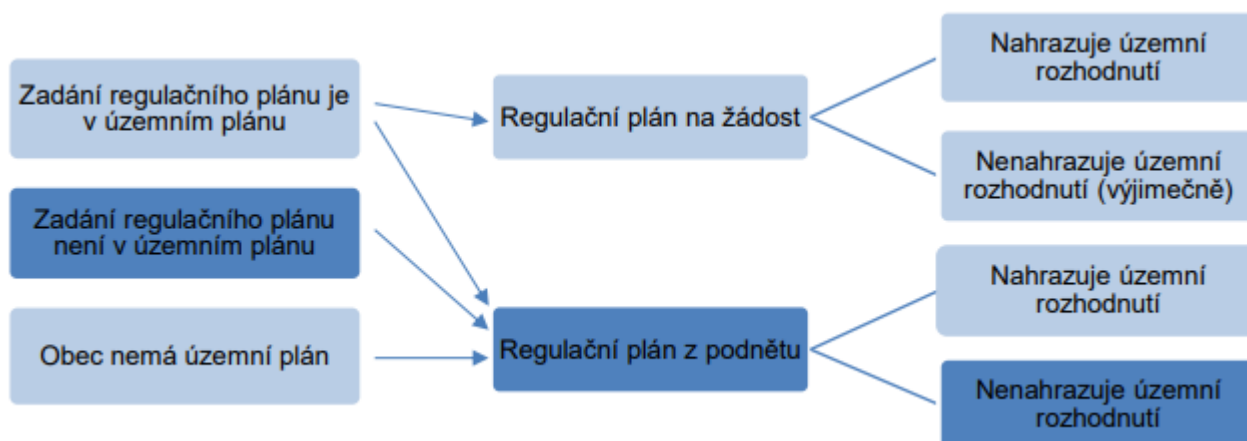 Zadání regulačního plánu je
v územním plánu
Zadání regulačního plánu
není v územním plánu
Obec nemá územní plán
Regulační plán na žádost
Regulační plán z podnětu
Nahrazuje územní
rozhodnutí
Nenahrazuje územní
rozhodnutí (výjimečně)
Nahrazuje územní
rozhodnutí
Nenahrazuje územní
rozhodnutí